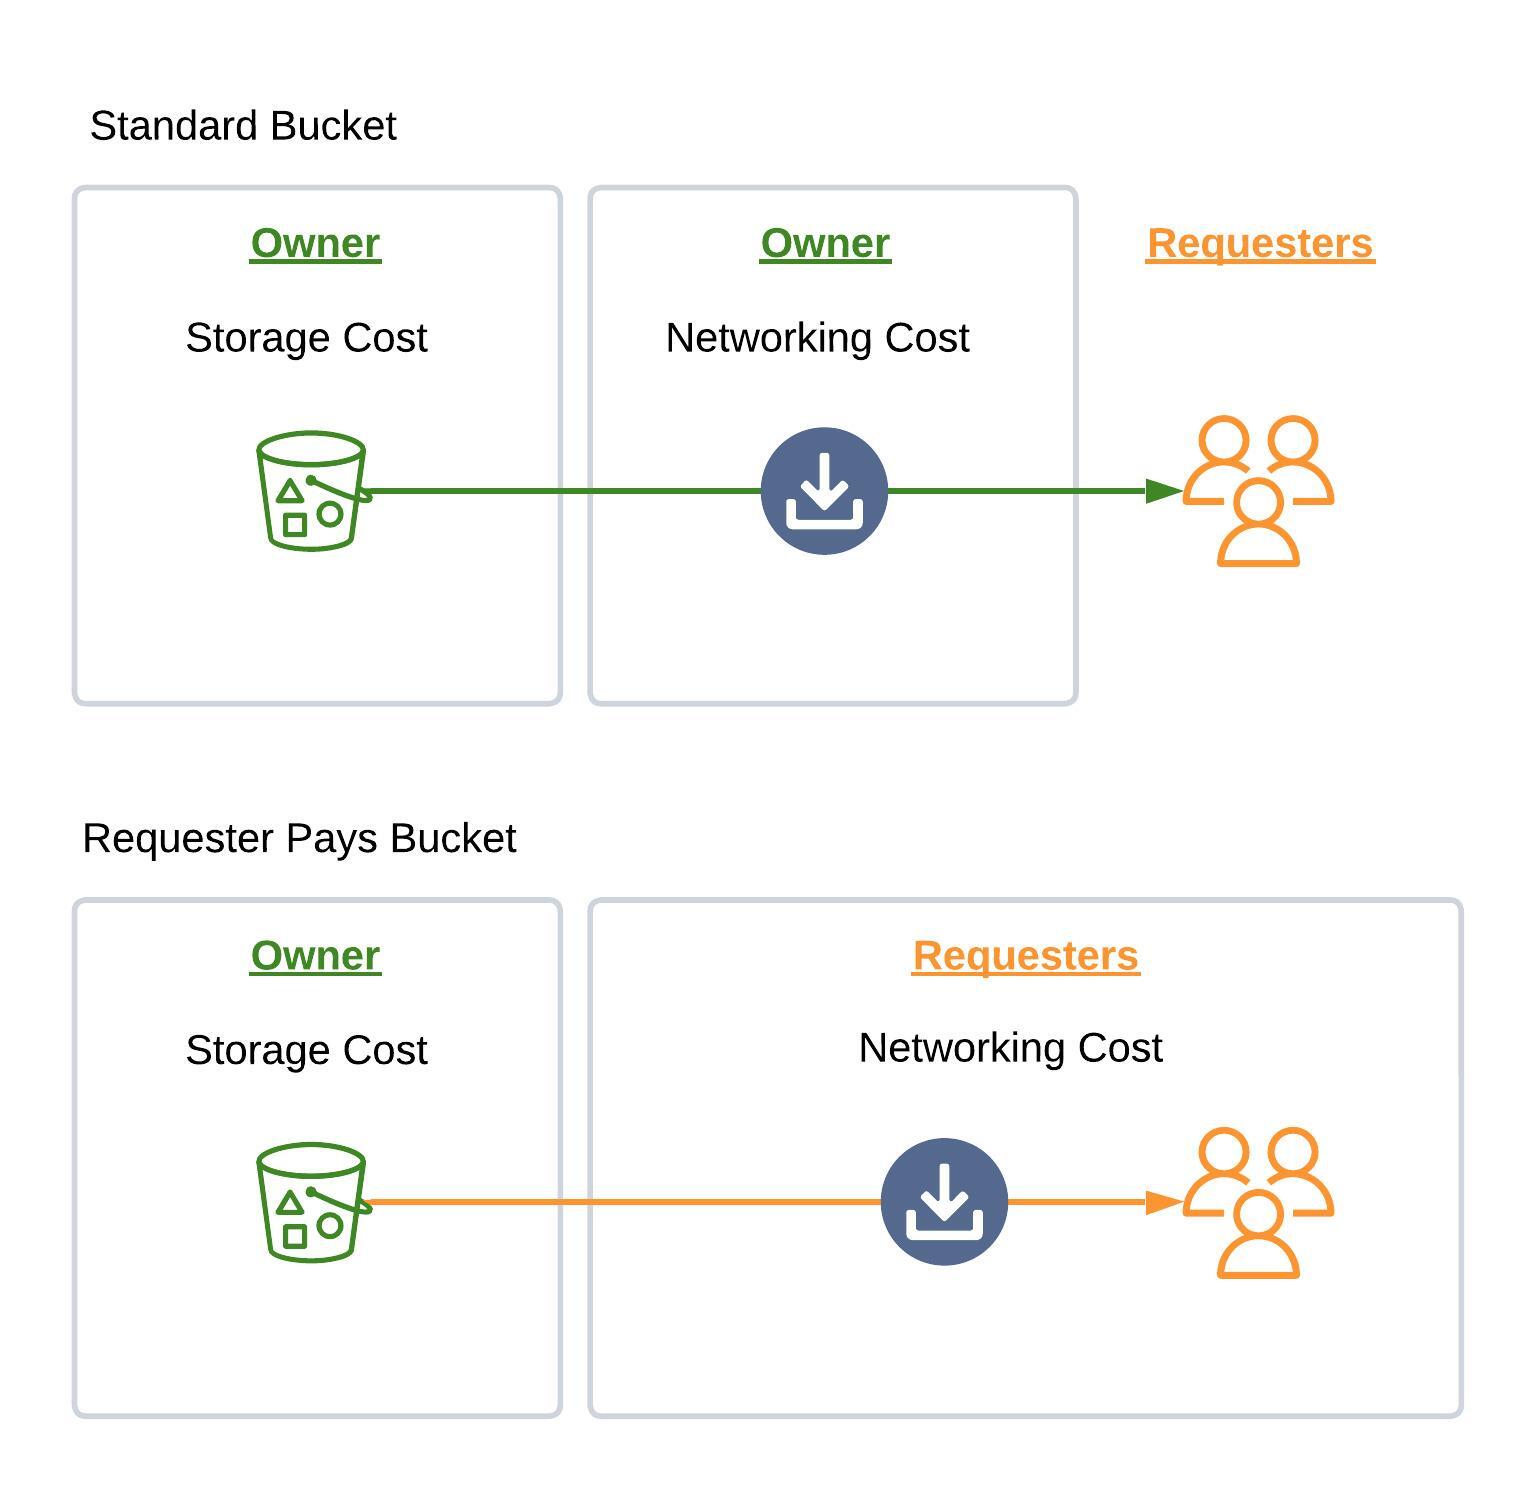 Standard Bucket
Owner
Owner
Requesters
Storage Cost
Networking Cost
Requester Pays Bucket
Owner
Requesters
Storage Cost
Networking Cost